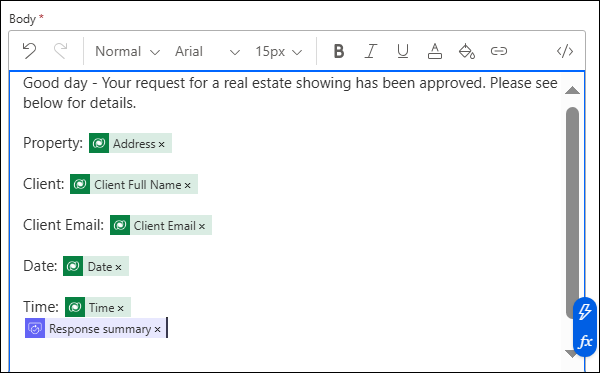 Body *
Normal Arial 15px B I U A </>
Good day - Your request for a real estate showing has been approved. Please see
below for details.
Property: Address ×
Client: Client Full Name ×
Client Email: Client Email ×
Date: Date ×
Time: Time ×
Response summary ×
fx